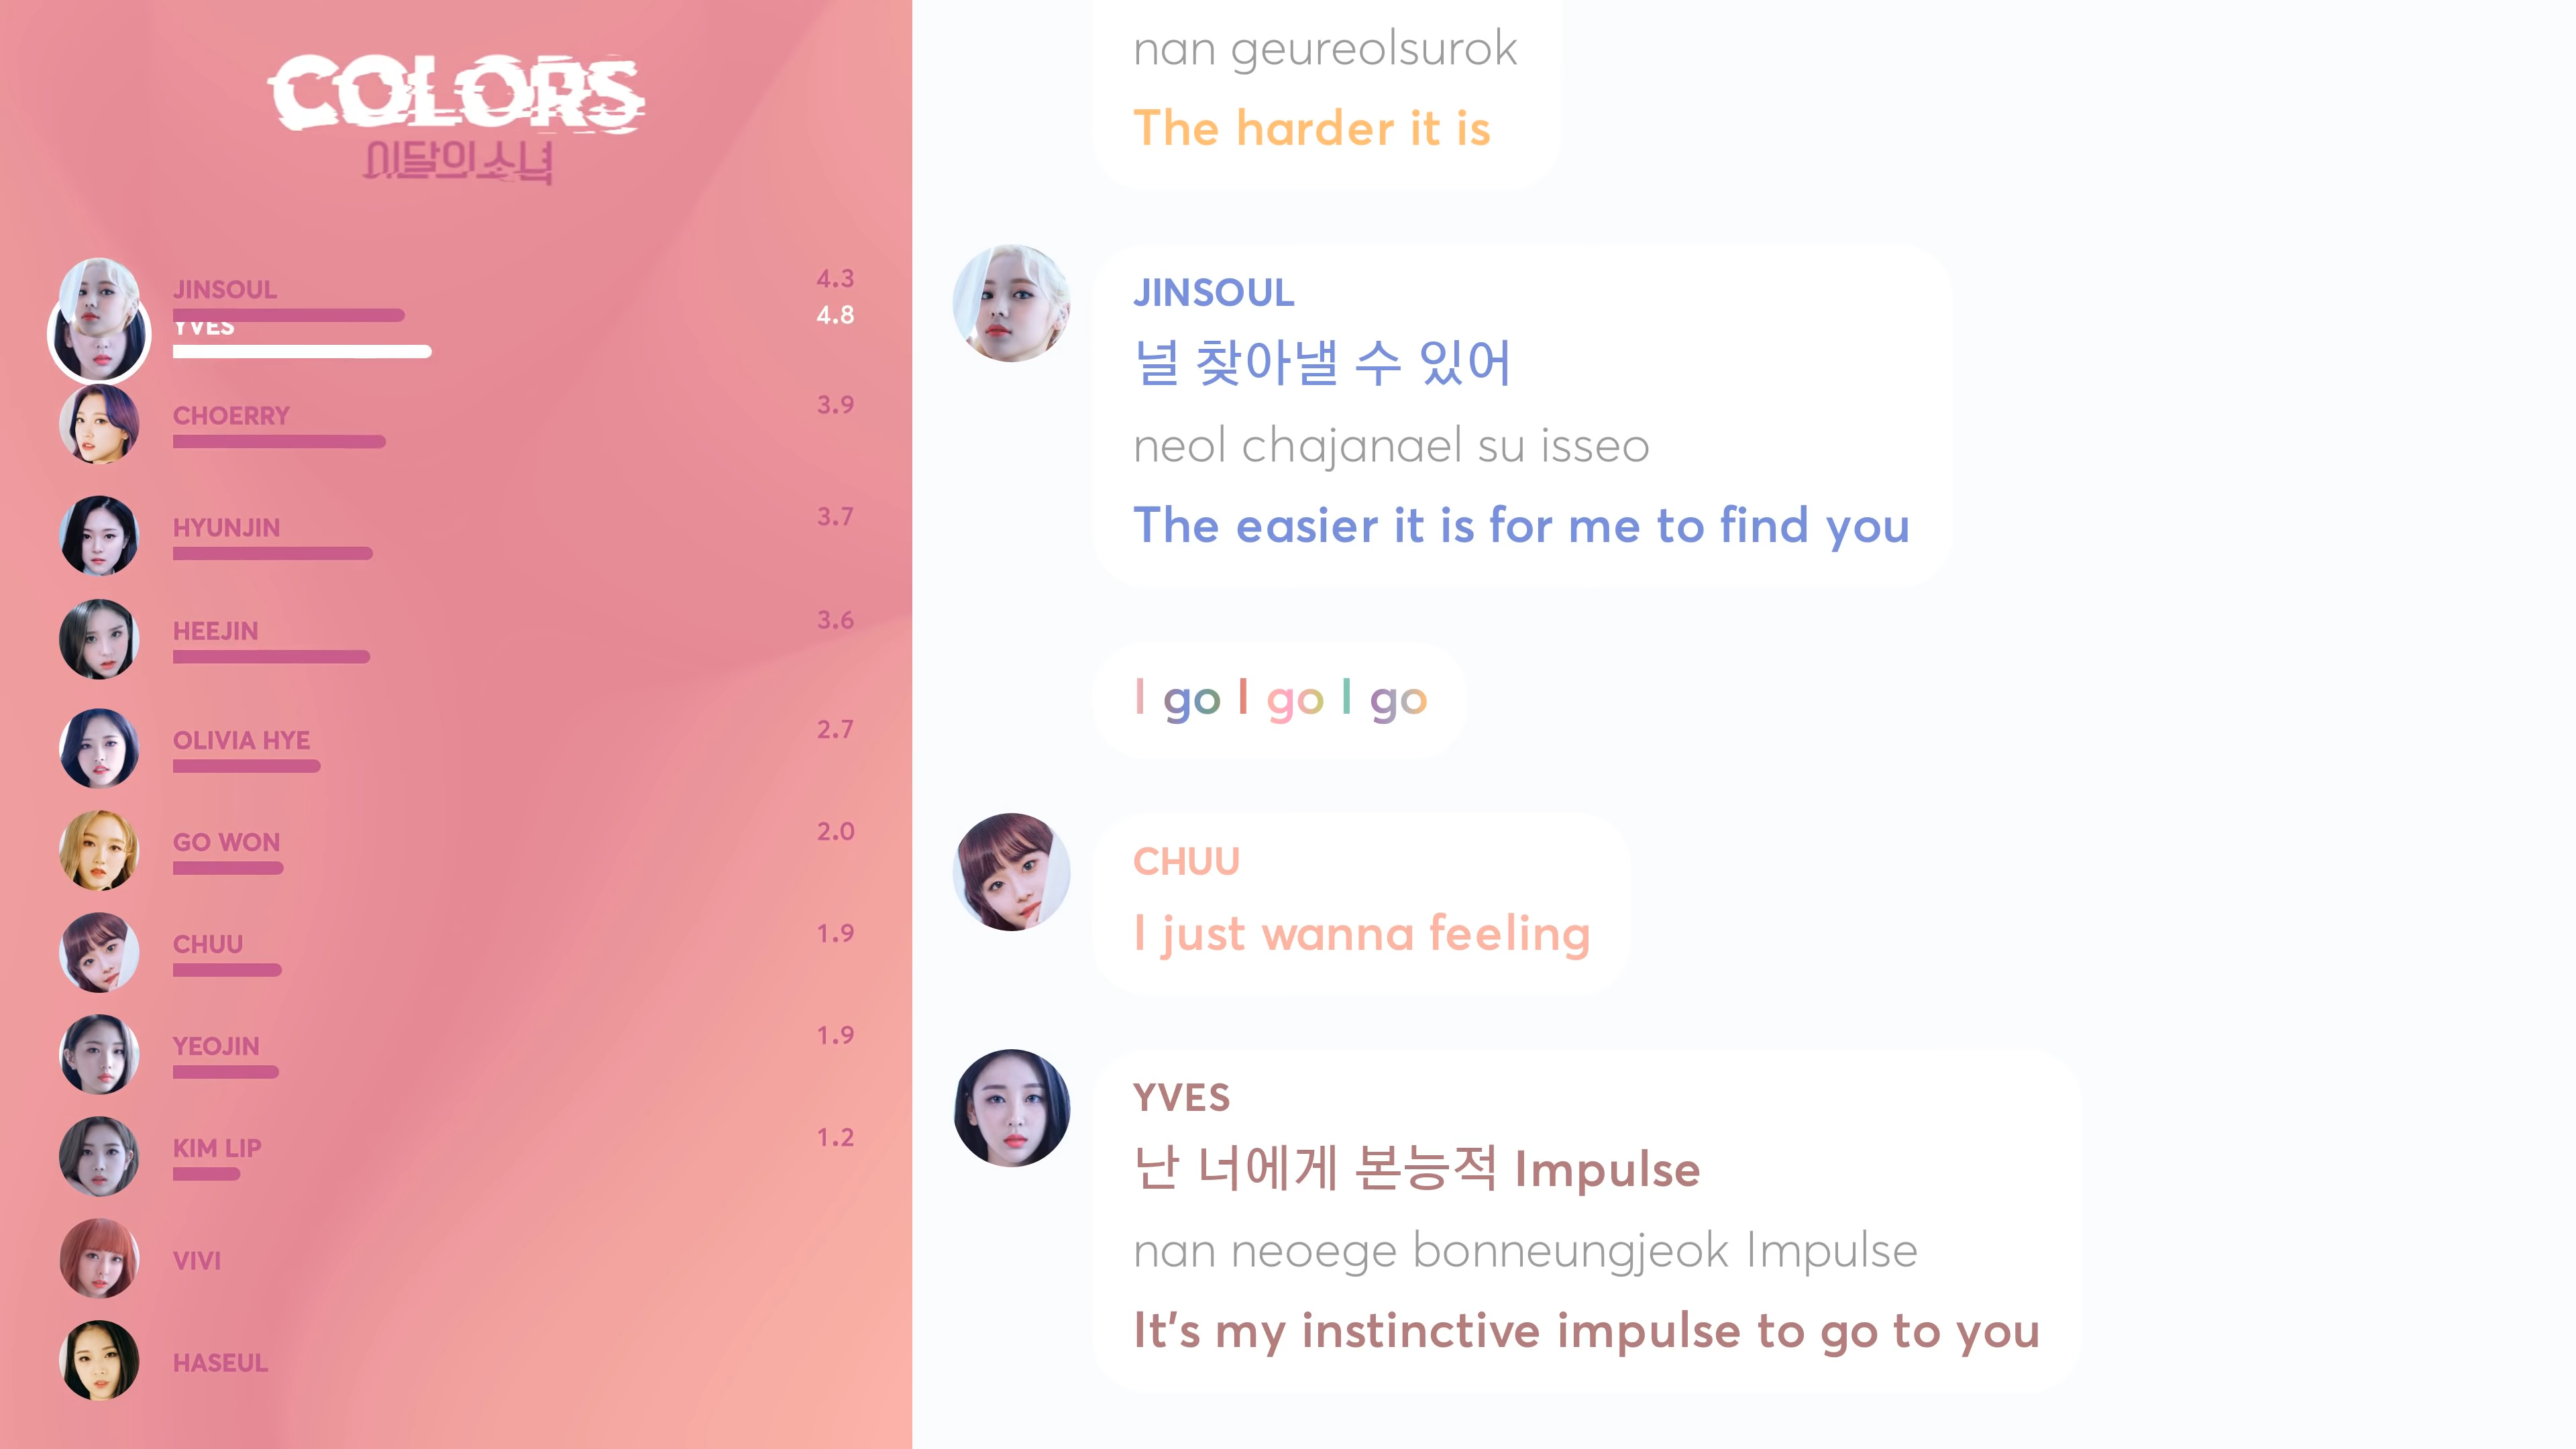 COLORS
이달의소녀
JINSOUL
4.3
YVES
4.8
CHOERRY
3.9
HYUNJIN
3.7
HEEJIN
3.6
OLIVIA HYE
2.7
GO WON
2.0
CHUU
1.9
YEOJIN
1.9
KIM LIP
1.2
VIVI
HASEUL
nan geureolsurok
The harder it is
JINSOUL
널 찾아낼 수 있어
neol chajanael su isseo
The easier it is for me to find you
I go I go I go
CHUU
I just wanna feeling
YVES
난 너에게 본능적 Impulse
nan neoege bonneungjeok Impulse
It's my instinctive impulse to go to you